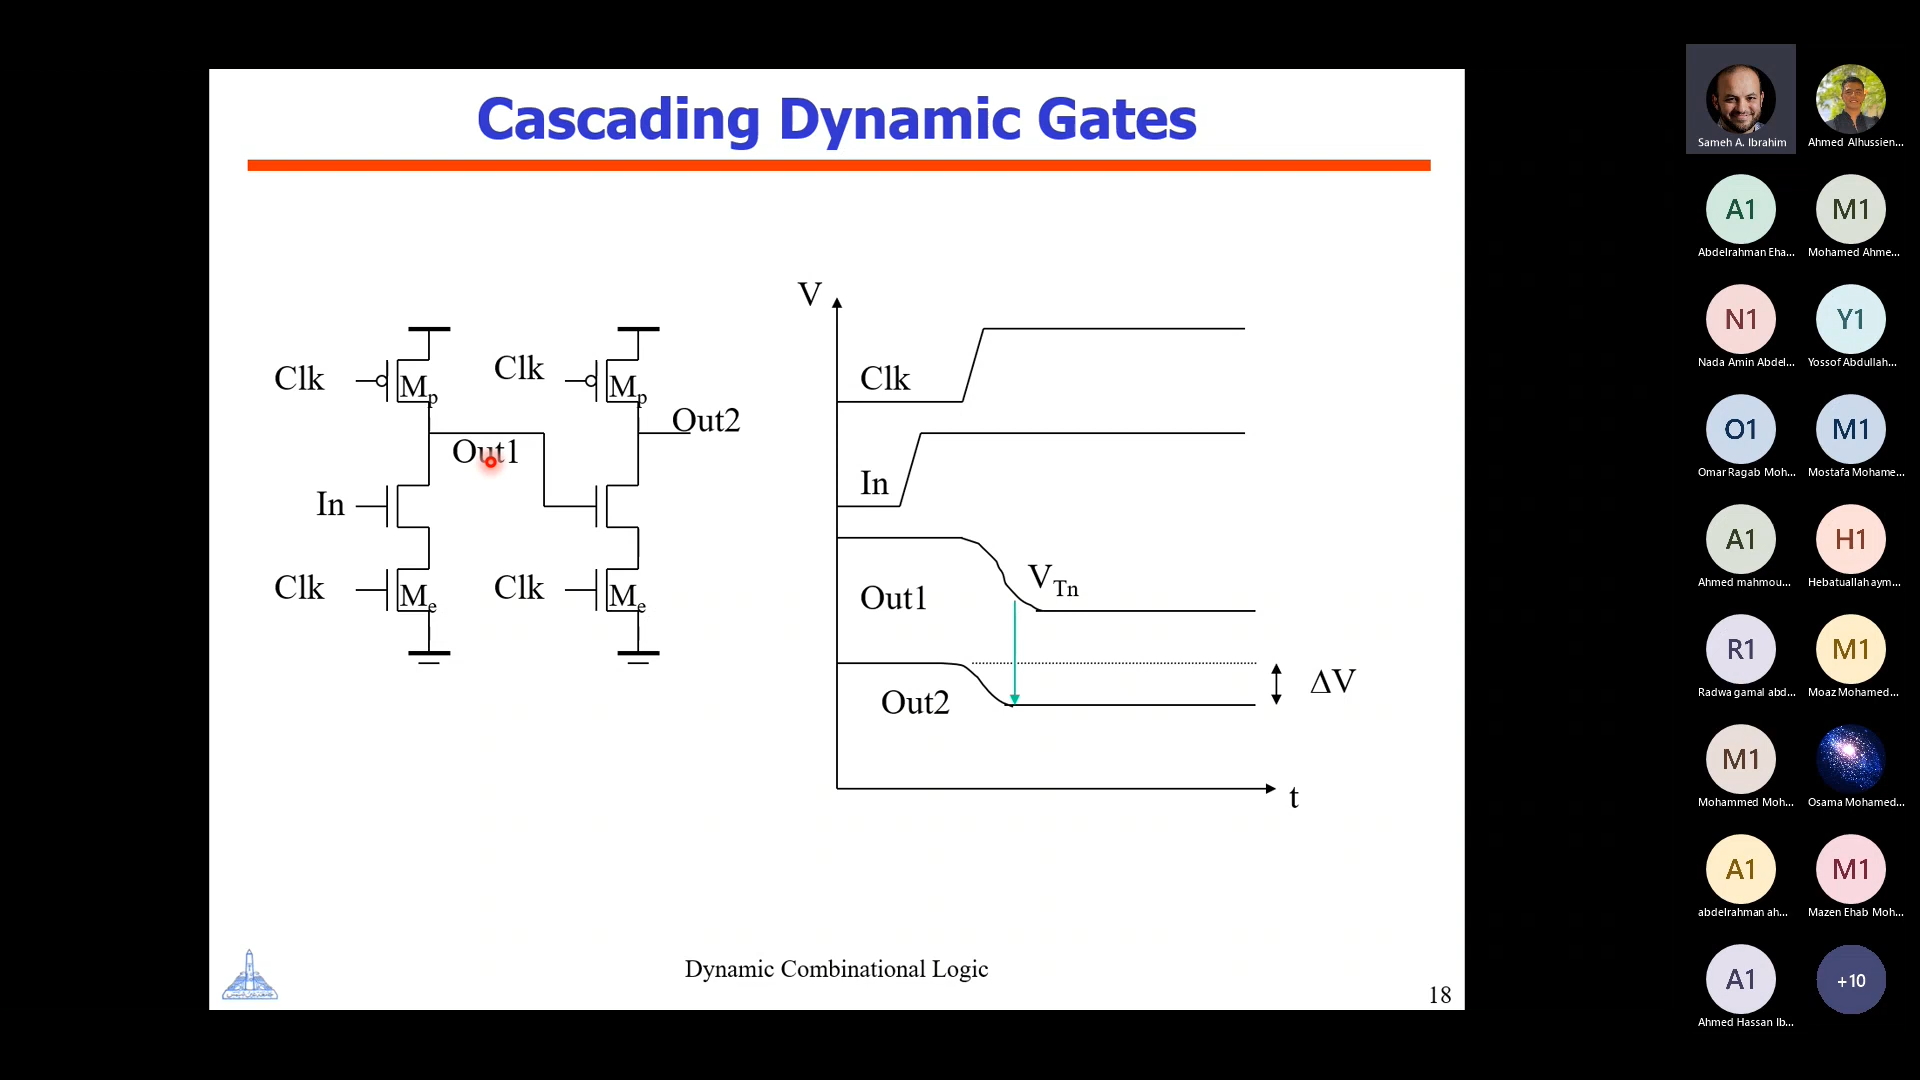 Cascading Dynamic Gates
V
Clk
Mp
Clk
Mp
Out2
Out1
In
Clk
Me
Clk
Me
Clk
In
VTn
Out1
ΔV
Out2
t
Dynamic Combinational Logic
18
Sameh A. Ibrahim
Ahmed Alhussien...
A1
M1
Abdelrahman Eha...
Mohamed Ahme...
N1
Y1
Nada Amin Abdel...
Yossof Abdullah...
O1
M1
Omar Ragab Moh...
Mostafa Mohame...
A1
H1
Ahmed mahmou...
Hebatuallah aym...
R1
M1
Radwa gamal abd...
Moaz Mohamed...
M1
Mohammed Moh...
Osama Mohamed...
A1
M1
abdelrahman ah...
Mazen Ehab Moh...
A1
+10
Ahmed Hassan Ib...